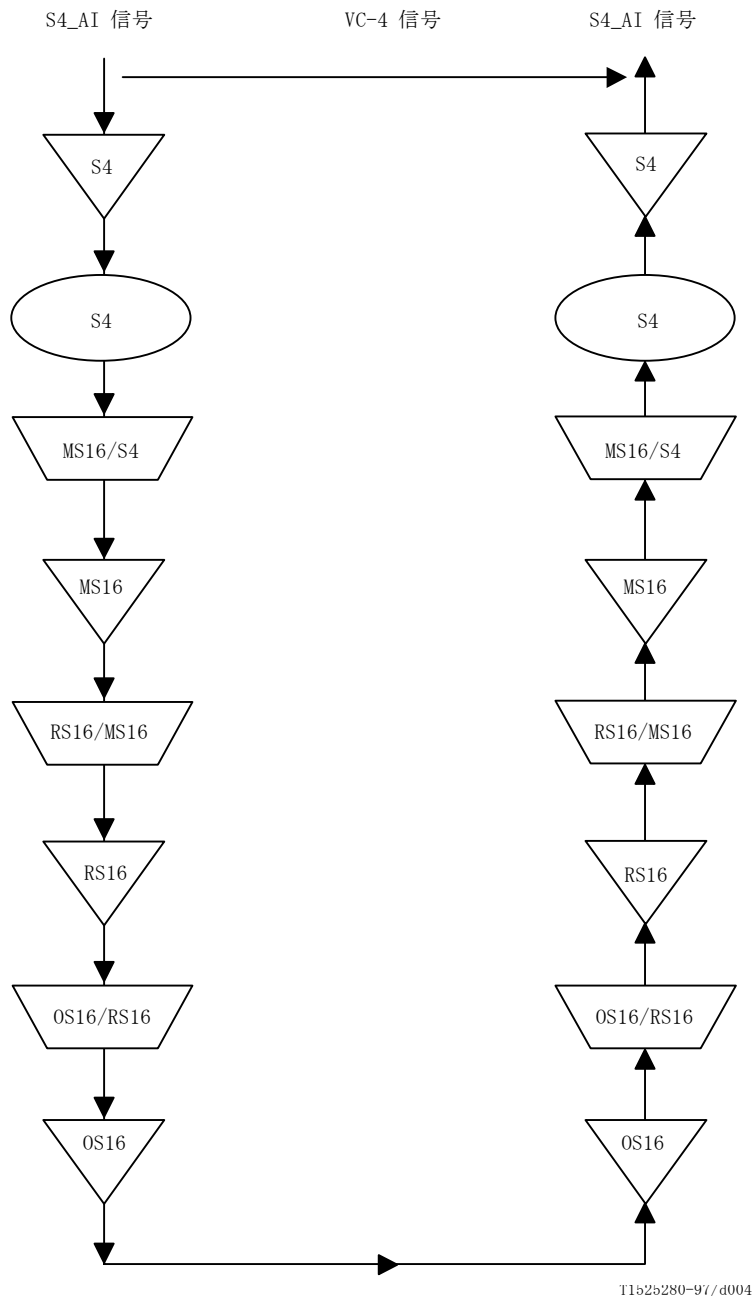 S4_AI 信号 VC-4 信号 S4_AI 信号
S4 S4
S4 S4
MS16/S4 MS16/S4
MS16 MS16
RS16/MS16 RS16/MS16
RS16 RS16
OS16/RS16 OS16/RS16
OS16 OS16
T1525280-97/d004